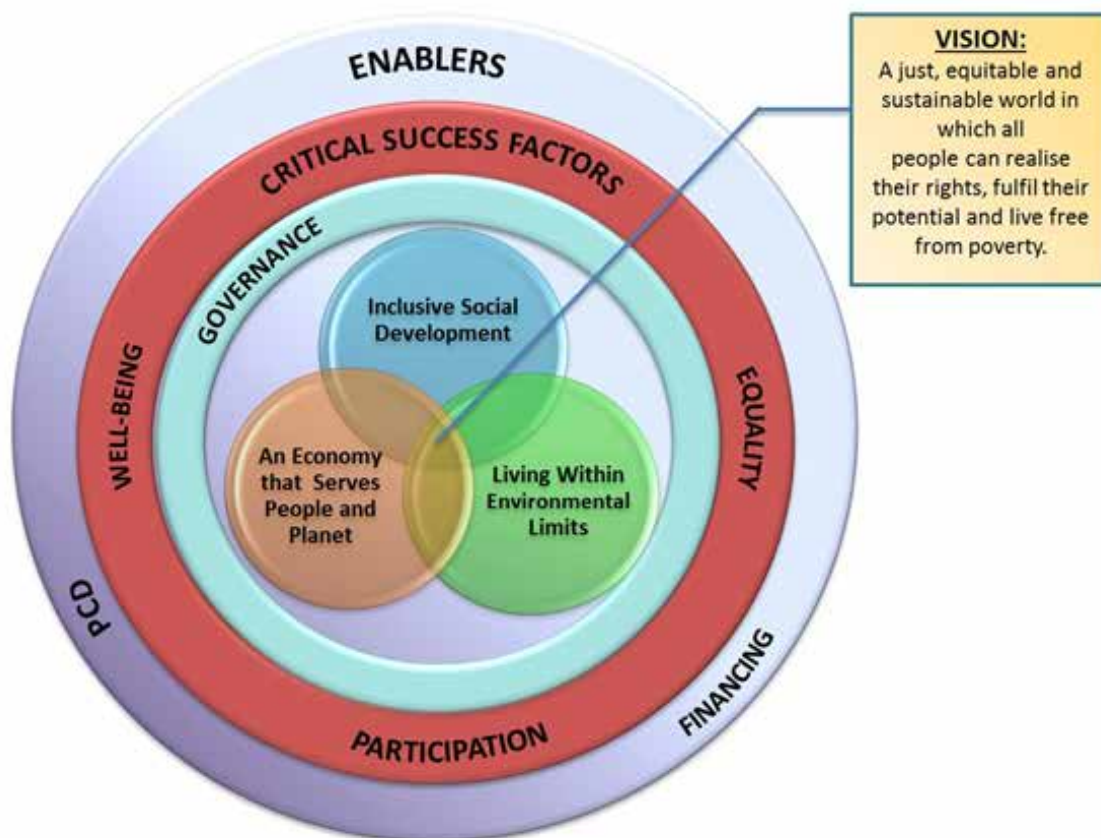 ENABLERS
CRITICAL SUCCESS FACTORS
GOVERNANCE
WELL-BEING
EQUALITY
PARTICIPATION
PCD
FINANCING
Inclusive Social
Development
An Economy
that Serves
People and
Planet
Living Within
Environmental
Limits
VISION:
A just, equitable and
sustainable world in
which all
people can realise
their rights, fulfil their
potential and live free
from poverty.